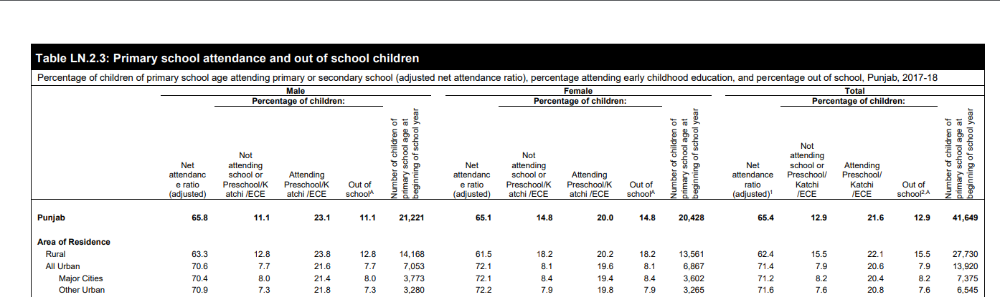 Table LN.2.3: Primary school attendance and out of school children
Percentage of children of primary school age attending primary or secondary school (adjusted net attendance ratio), percentage attending early childhood education, and percentage out of school, Punjab, 2017-18
Male Female Total
Percentage of children: Percentage of children: Percentage of children:
Net attendanc e ratio (adjusted)
Not attending school or Preschool/K atchi /ECE
Attending Preschool/K atchi /ECE
Out of schoolA
Number of children of primary school age at beginning of school year
Net attendanc e ratio (adjusted)
Not attending school or Preschool/K atchi /ECE
Attending Preschool/K atchi /ECE
Out of schoolA
Number of children of primary school age at beginning of school year
Net attendance ratio (adjusted)1
Not attending school or Preschool/ Katchi /ECE
Attending Preschool/ Katchi /ECE
Out of school2,A
Number of children of primary school age at beginning of school year
Punjab 65.8 11.1 23.1 11.1 21,221 65.1 14.8 20.0 14.8 20,428 65.4 12.9 21.6 12.9 41,649
Area of Residence
Rural 63.3 12.8 23.8 12.8 14,168 61.5 18.2 20.2 18.2 13,561 62.4 15.5 22.1 15.5 27,730
All Urban 70.6 7.7 21.6 7.7 7,053 72.1 8.1 19.6 8.1 6,867 71.4 7.9 20.6 7.9 13,920
Major Cities 70.4 8.0 21.4 8.0 3,773 72.1 8.4 19.4 8.4 3,602 71.2 8.2 20.4 8.2 7,375
Other Urban 70.9 7.3 21.8 7.3 3,280 72.2 7.9 19.8 7.9 3,265 71.6 7.6 20.8 7.6 6,545